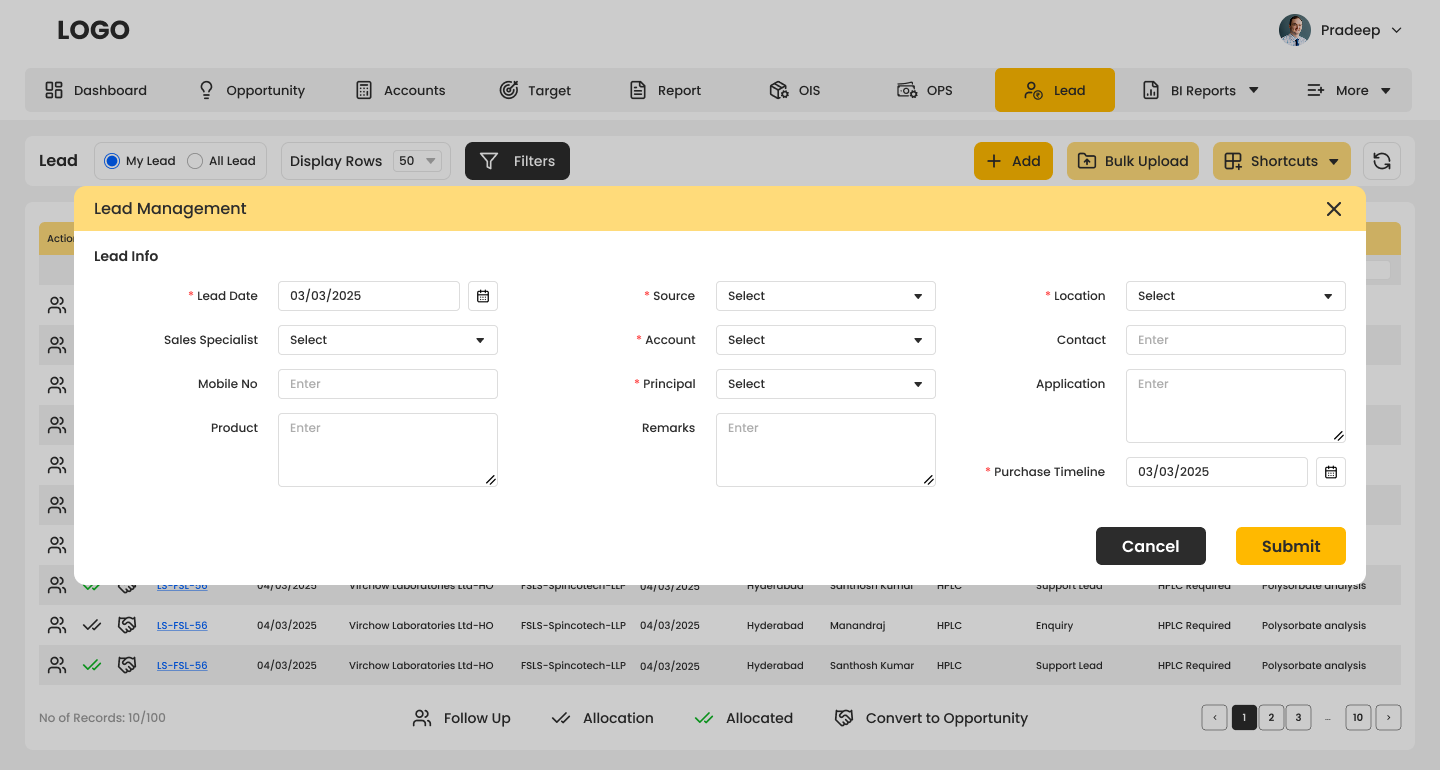 LOGO
Pradeep
Dashboard Opportunity Accounts Target Report OIS OPS Lead BI Reports More
Lead My Lead All Lead Display Rows 50 Filters + Add Bulk Upload Shortcuts
Lead Management
Lead Info
* Lead Date 03/03/2025 * Source Select * Location Select
Sales Specialist Select * Account Select Contact Enter
Mobile No Enter * Principal Select Application Enter
Product Enter Remarks Enter
* Purchase Timeline 03/03/2025
Cancel Submit
LS-FSL-56 04/03/2025 Virchow Laboratories Ltd-HO FSLS-Spincotech-LLP 04/03/2025 Hyderabad Santhosh Kumar HPLC Support Lead HPLC Required Polysorbate analysis
LS-FSL-56 04/03/2025 Virchow Laboratories Ltd-HO FSLS-Spincotech-LLP 04/03/2025 Hyderabad Manandraj HPLC Enquiry HPLC Required Polysorbate analysis
LS-FSL-56 04/03/2025 Virchow Laboratories Ltd-HO FSLS-Spincotech-LLP 04/03/2025 Hyderabad Santhosh Kumar HPLC Support Lead HPLC Required Polysorbate analysis
No of Records: 10/100 Follow Up Allocation Allocated Convert to Opportunity < 1 2 3 ... 10 >